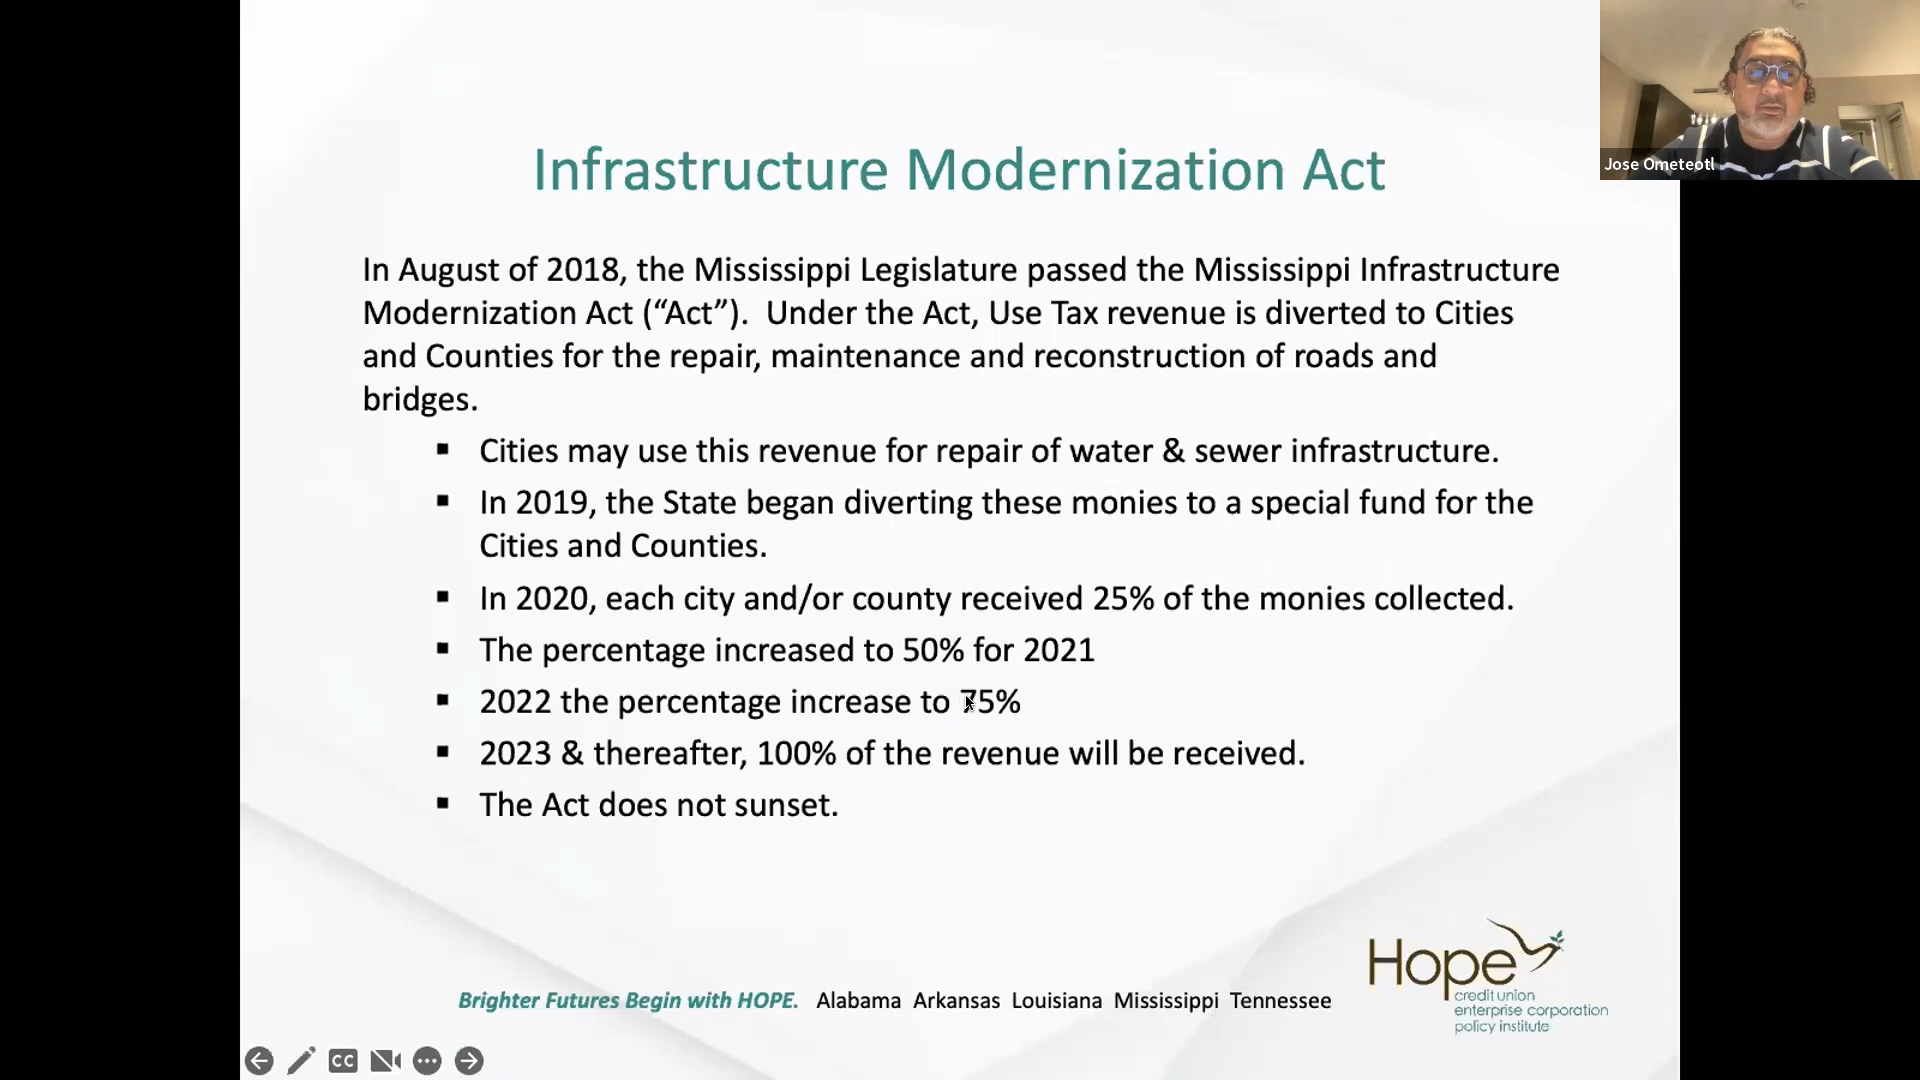 Infrastructure Modernization Act
Jose Ometeotl
In August of 2018, the Mississippi Legislature passed the Mississippi Infrastructure
Modernization Act (“Act”).  Under the Act, Use Tax revenue is diverted to Cities
and Counties for the repair, maintenance and reconstruction of roads and
bridges.
▪ Cities may use this revenue for repair of water & sewer infrastructure.
▪ In 2019, the State began diverting these monies to a special fund for the
Cities and Counties.
▪ In 2020, each city and/or county received 25% of the monies collected.
▪ The percentage increased to 50% for 2021
▪ 2022 the percentage increase to 75%
▪ 2023 & thereafter, 100% of the revenue will be received.
▪ The Act does not sunset.
Brighter Futures Begin with HOPE. Alabama Arkansas Louisiana Mississippi Tennessee
Hope
credit union
enterprise corporation
policy institute
CC